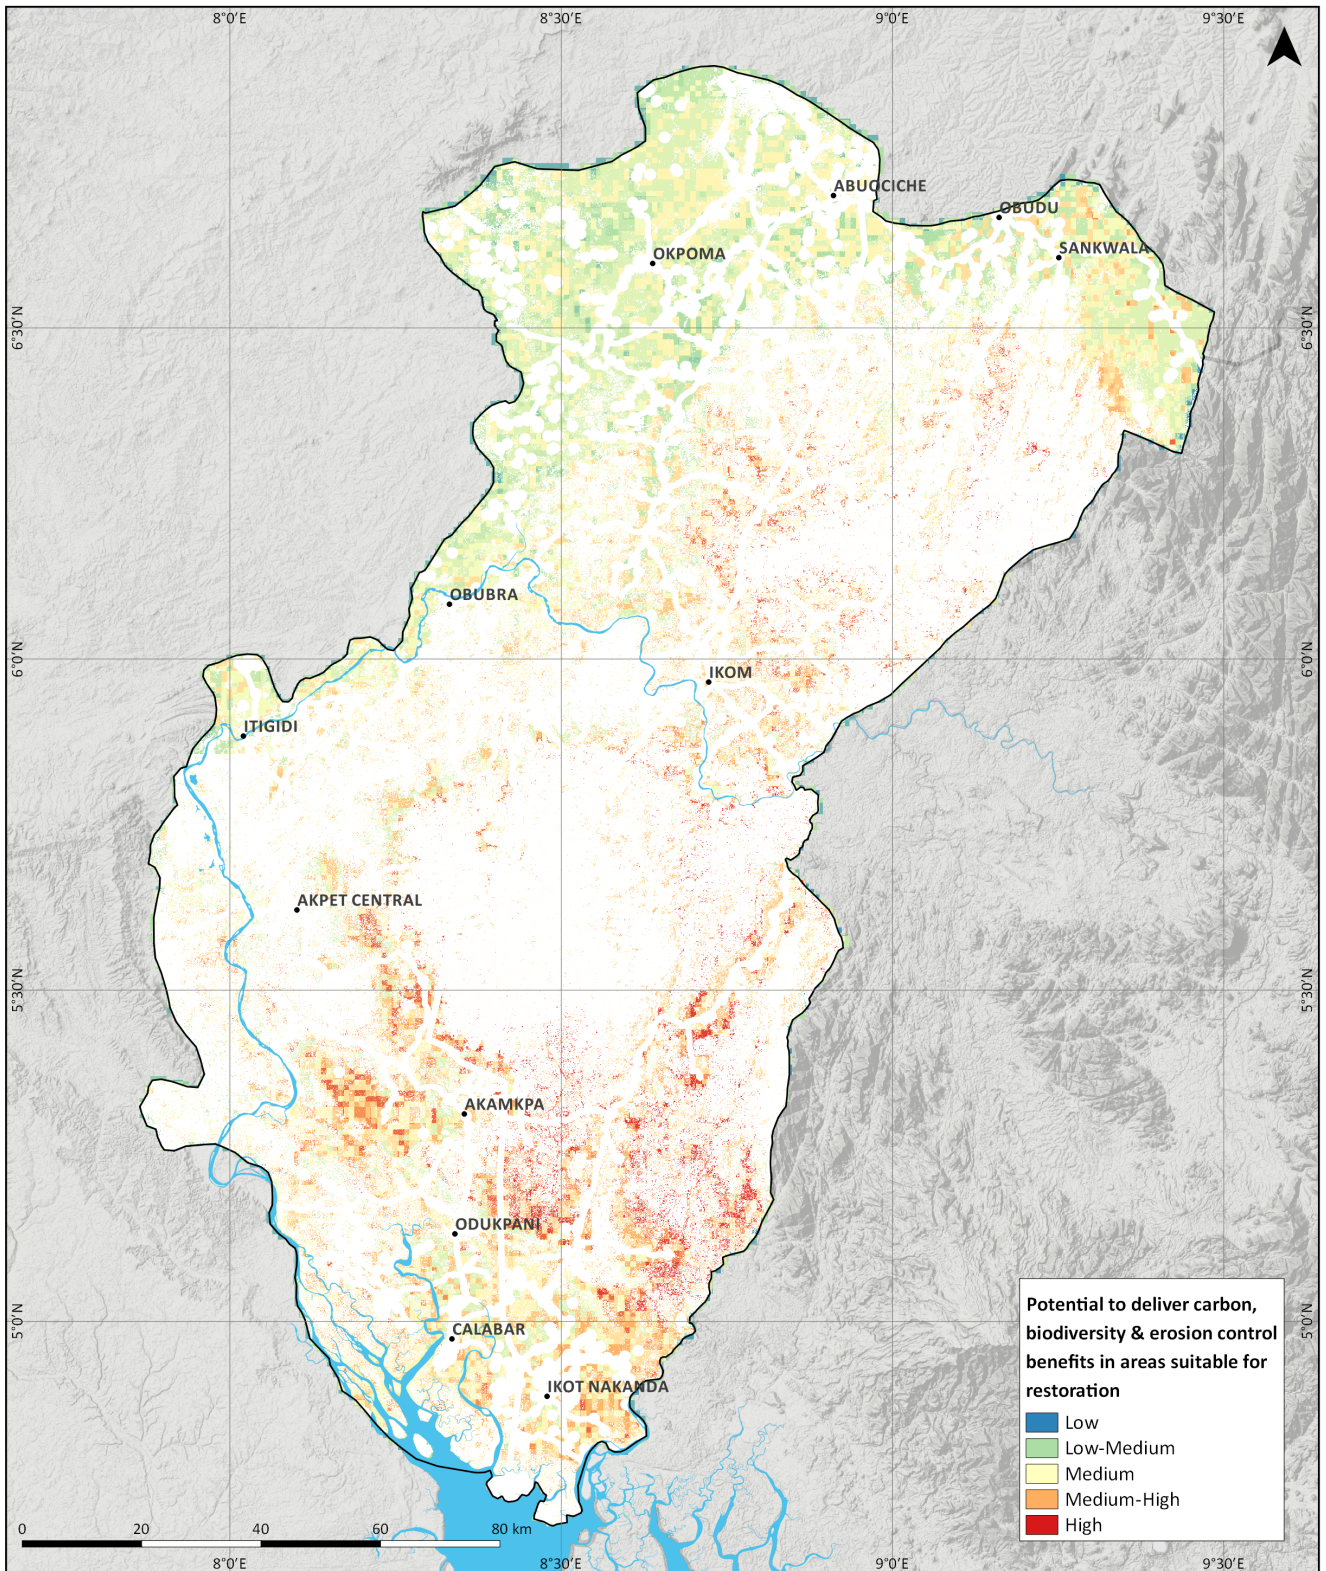 8°0'E
8°30'E
9°0'E
9°30'E
ABUOCICHE
OBUDU
OKPOMA
SANKWALA
6°30'N
6°30'N
OBUBRA
6°0'N
6°0'N
IKOM
ITIGIDI
AKPET CENTRAL
5°30'N
5°30'N
AKAMKPA
ODUKPANI
5°0'N
CALABAR
IKOT NAKANDA
Potential to deliver carbon,
biodiversity & erosion control
benefits in areas suitable for
restoration
Low
Low-Medium
Medium
Medium-High
High
5°0'N
0 20 40 60 80 km
8°0'E
8°30'E
9°0'E
9°30'E